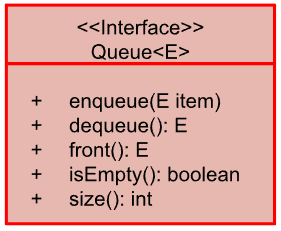 <<Interface>>
Queue<E>
+ enqueue(E item)
+ dequeue(): E
+ front(): E
+ isEmpty(): boolean
+ size(): int